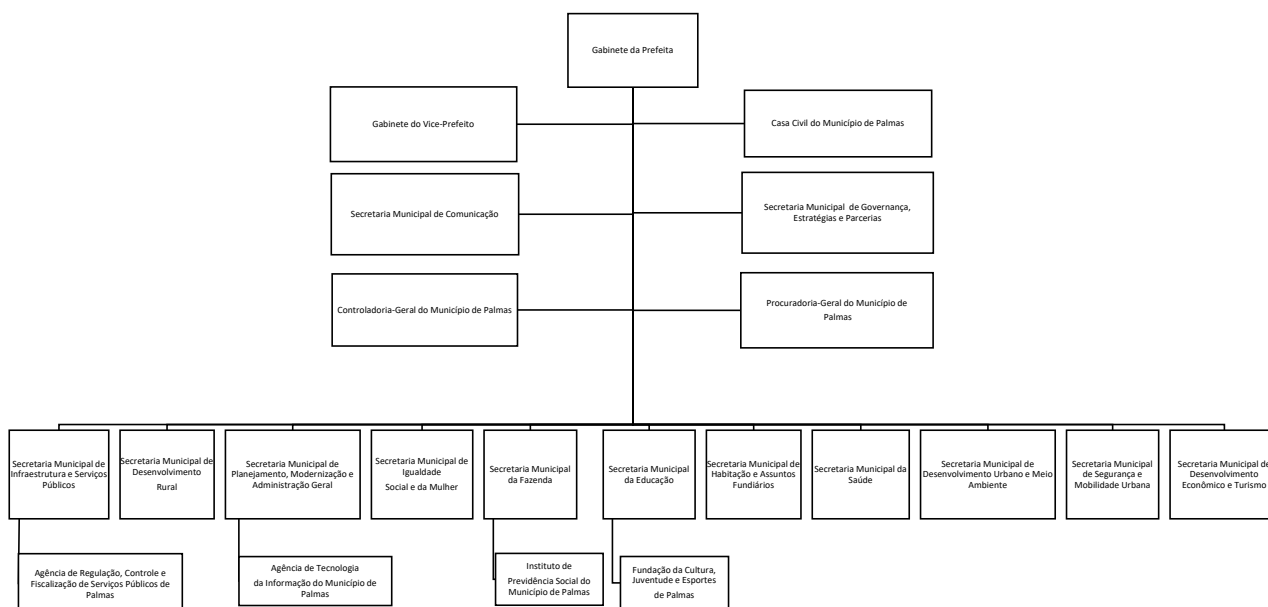 Gabinete da Prefeita
Gabinete do Vice-Prefeito
Casa Civil do Município de Palmas
Secretaria Municipal de Comunicação
Secretaria Municipal de Governança,
Estratégias e Parcerias
Controladoria-Geral do Município de Palmas
Procuradoria-Geral do Município de
Palmas
Secretaria Municipal de
Infraestrutura e Serviços
Públicos
Secretaria Municipal de
Desenvolvimento
Rural
Secretaria Municipal de
Planejamento, Modernização e
Administração Geral
Secretaria Municipal de
Igualdade
Social e da Mulher
Secretaria Municipal
da Fazenda
Secretaria Municipal
da Educação
Secretaria Municipal de
Habitação e Assuntos
Fundiários
Secretaria Municipal da
Saúde
Secretaria Municipal de
Desenvolvimento Urbano e Meio
Ambiente
Secretaria Municipal
de Segurança e
Mobilidade Urbana
Secretaria Municipal de
Desenvolvimento
Econômico e Turismo
Agência de Regulação, Controle e
Fiscalização de Serviços Públicos de
Palmas
Agência de Tecnologia
da Informação do Município de
Palmas
Instituto de
Previdência Social do
Município de Palmas
Fundação da Cultura,
Juventude e Esportes
de Palmas